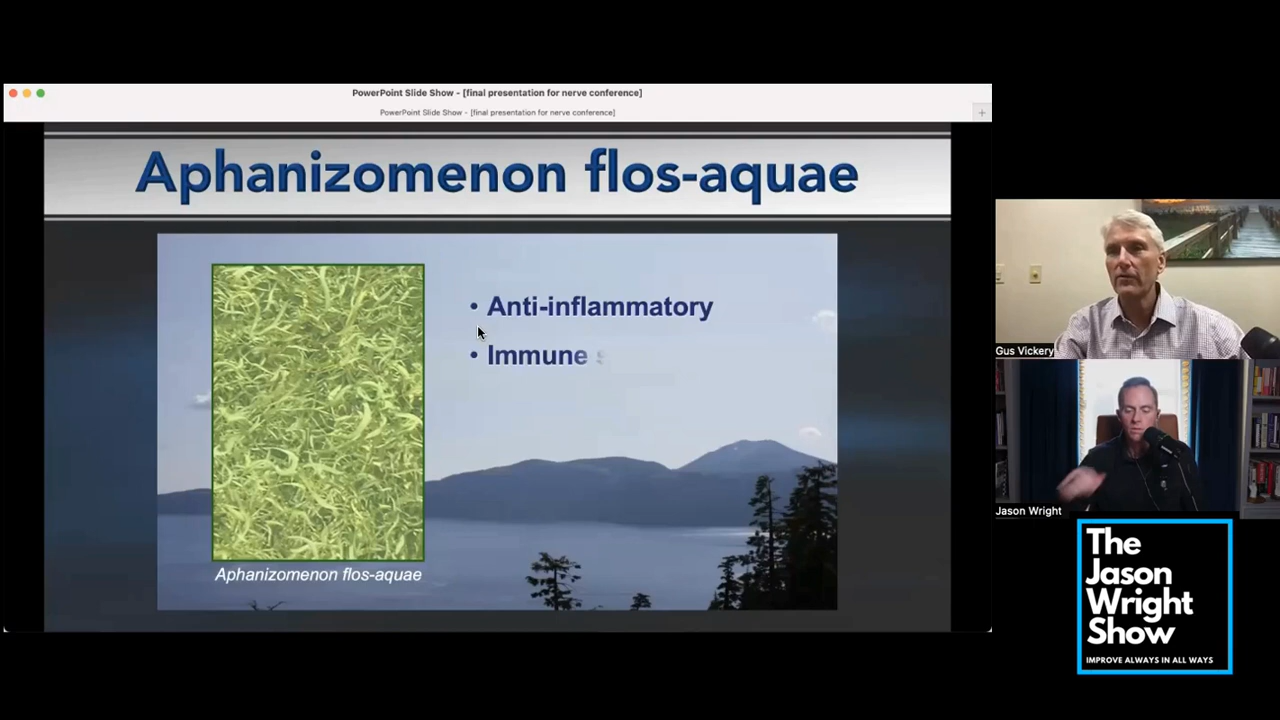 PowerPoint Slide Show - [final presentation for nerve conference]
PowerPoint Slide Show - [final presentation for nerve conference]
Aphanizomenon flos-aquae
• Anti-inflammatory
• Immune s
Aphanizomenon flos-aquae
Gus Vickery
Jason Wright
The
Jason
Wright
Show
IMPROVE ALWAYS IN ALL WAYS